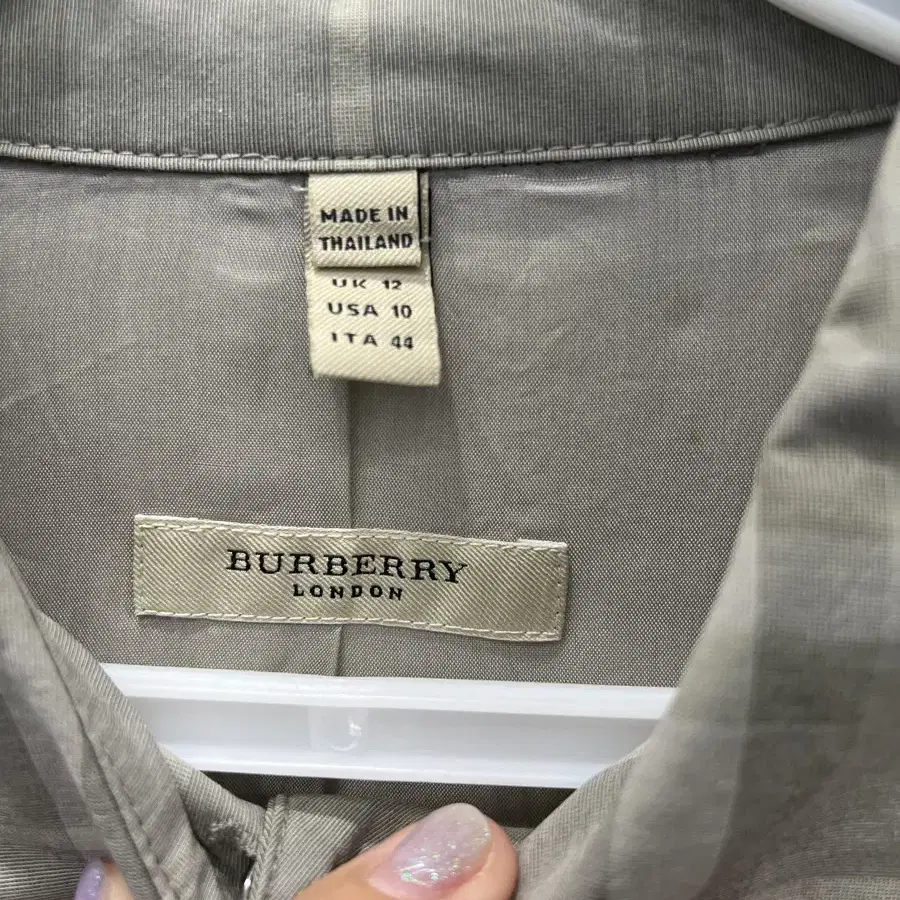 MADE IN
THAILAND
UK 12
USA 10
ITA 44
BURBERRY
LONDON